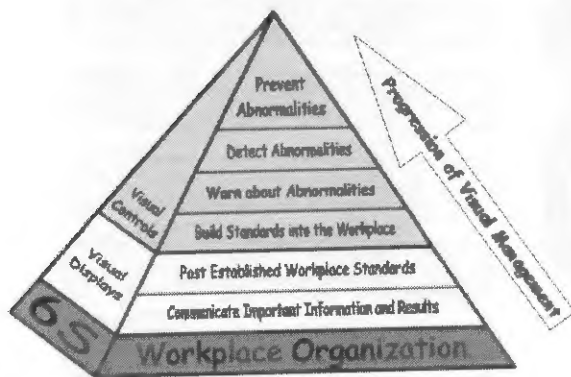 Prevent
Abnormalities
Detect Abnormalities
Warn about Abnormalities
Build Standards into the Workplace
Post Established Workplace Standards
Communicate Important Information and Results
Workplace Organization
Visual
Controls
Visual
Displays
6S
Progression of Visual Management